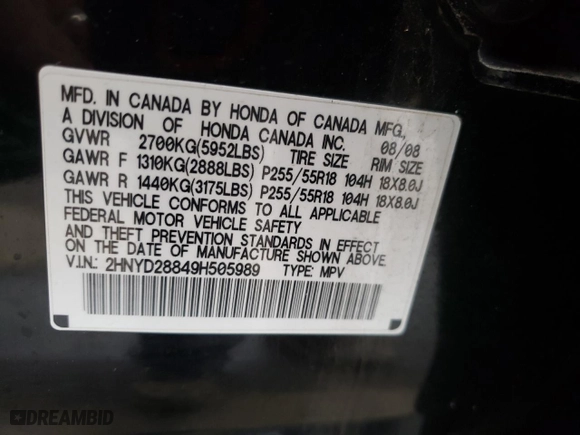 MFD. IN CANADA BY HONDA OF CANADA MFG.,
A DIVISION OF HONDA CANADA INC. 08/08
GVWR 2700KG(5952LBS) TIRE SIZE RIM SIZE
GAWR F 1310KG(2888LBS) P255/55R18 104H 18X8.0J
GAWR R 1440KG(3175LBS) P255/55R18 104H 18X8.0J
THIS VEHICLE CONFORMS TO ALL APPLICABLE
FEDERAL MOTOR VEHICLE SAFETY
AND THEFT PREVENTION STANDARDS IN EFFECT
ON THE DATE OF MANUFACTURE SHOWN ABOVE.
V.I.N.: 2HNYD28849H505989 TYPE: MPV
DREAMBID